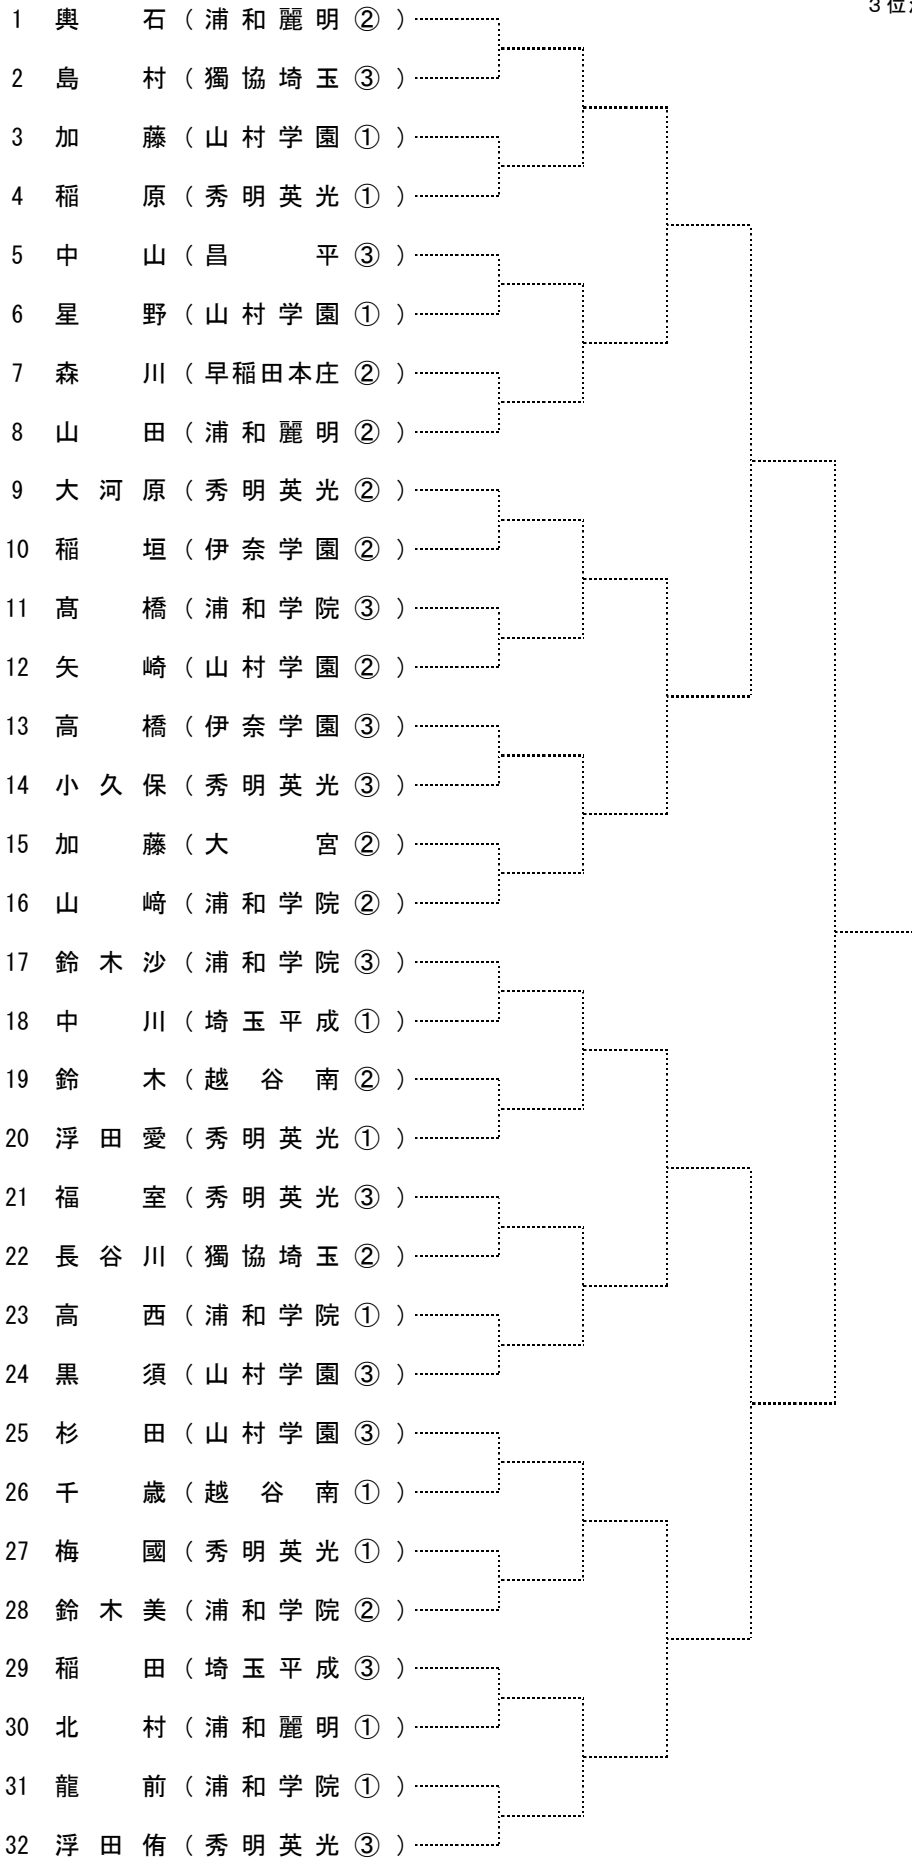 3位
1 輿石(浦和麗明②)
2 島村(獨協埼玉③)
3 加藤(山村学園①)
4 稲原(秀明英光①)
5 中山(昌平③)
6 星野(山村学園①)
7 森川(早稲田本庄②)
8 山田(浦和麗明②)
9 大河原(秀明英光②)
10 稲垣(伊奈学園②)
11 髙橋(浦和学院③)
12 矢崎(山村学園②)
13 高橋(伊奈学園③)
14 小久保(秀明英光③)
15 加藤(大宮②)
16 山﨑(浦和学院②)
17 鈴木沙(浦和学院③)
18 中川(埼玉平成①)
19 鈴木(越谷南②)
20 浮田愛(秀明英光①)
21 福室(秀明英光③)
22 長谷川(獨協埼玉②)
23 高西(浦和学院①)
24 黒須(山村学園③)
25 杉田(山村学園③)
26 千歳(越谷南①)
27 梅國(秀明英光①)
28 鈴木美(浦和学院②)
29 稲田(埼玉平成③)
30 北村(浦和麗明①)
31 龍前(浦和学院①)
32 浮田侑(秀明英光③)